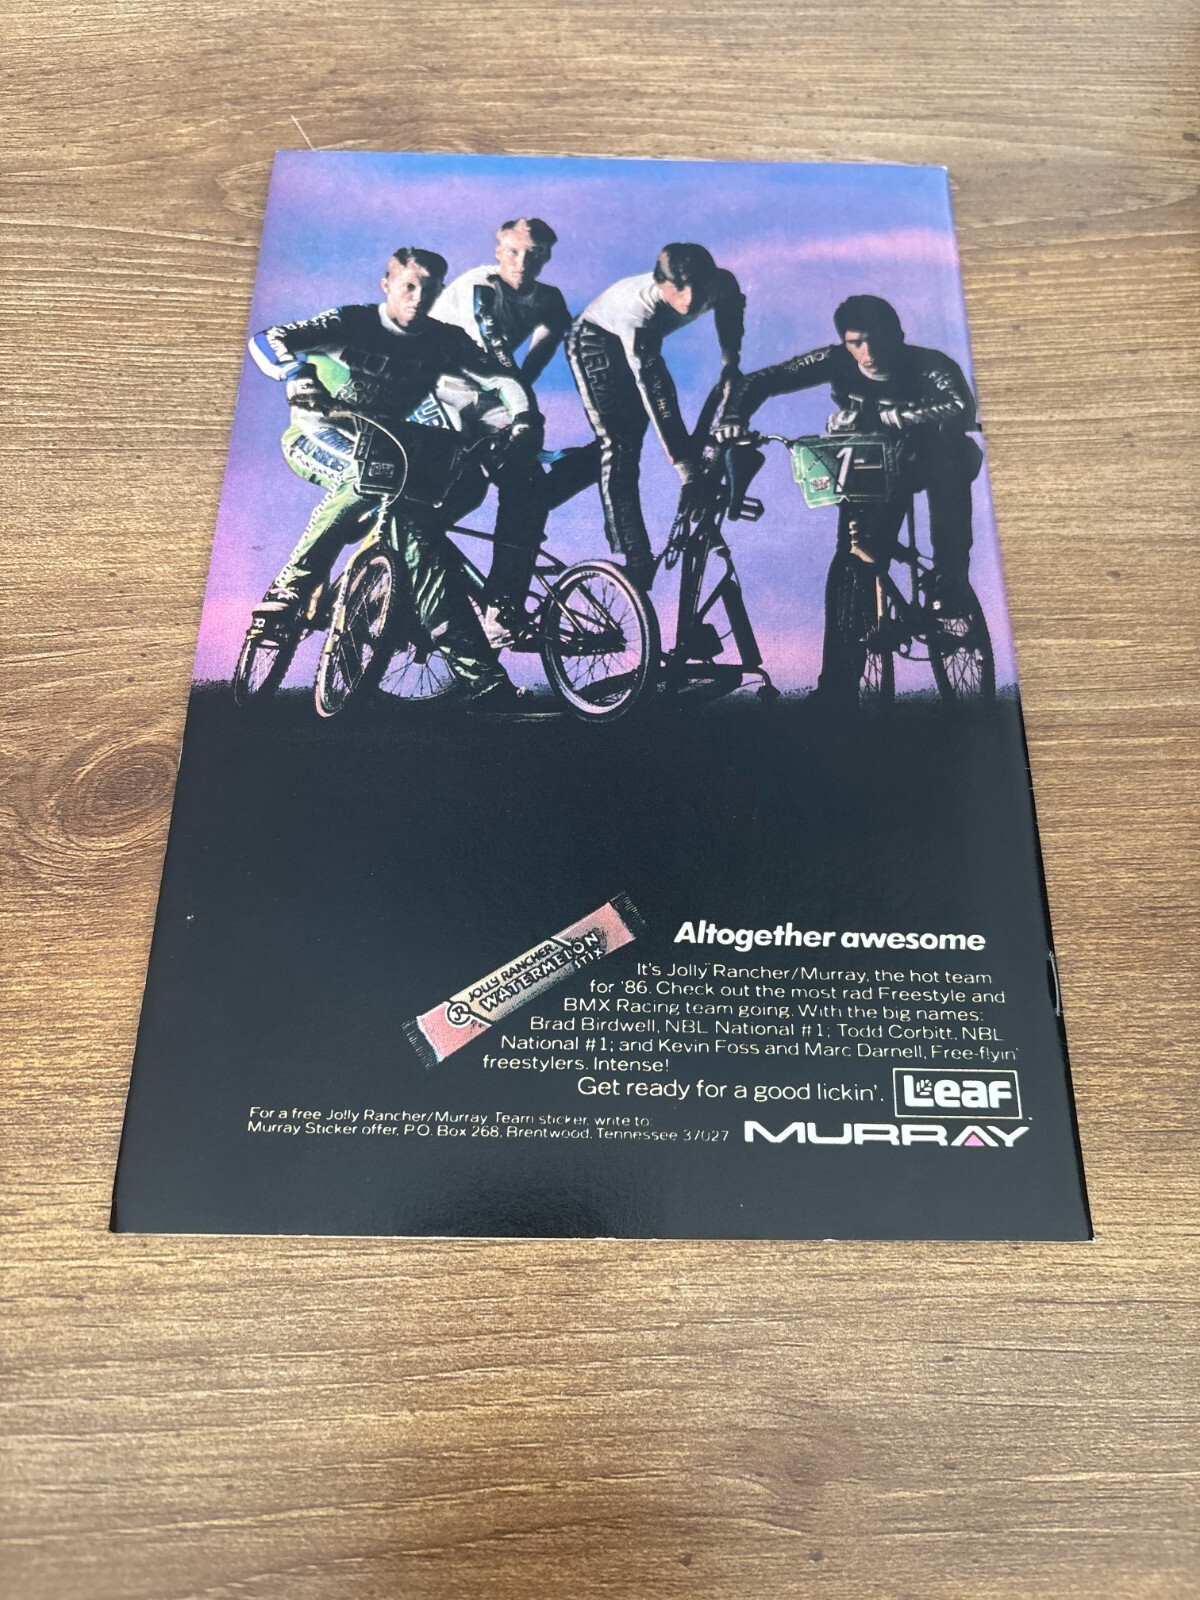 1
JOLLY RANCHER
WATERMELON
STIX
Altogether awesome
It's Jolly Rancher/Murray, the hot team
for '86. Check out the most rad Freestyle and
BMX Racing team going. With the big names:
Brad Birdwell, NBL National #1; Todd Corbitt, NBL
National #1; and Kevin Foss and Marc Darnell, Free-flyin'
freestylers. Intense!
Get ready for a good lickin'.
Leaf
For a free Jolly Rancher/Murray Team sticker, write to:
Murray Sticker offer, P.O. Box 268, Brentwood, Tennessee 37027
MURRAY